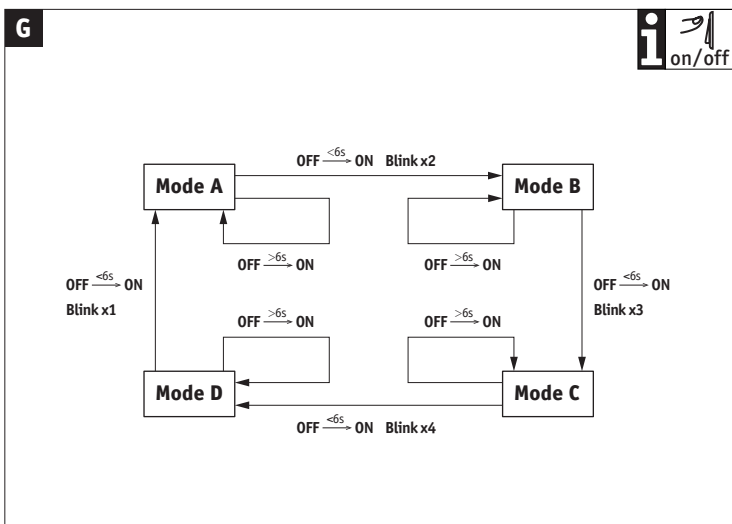 G
i
on/off
OFF <6s ON Blink x2
Mode A
Mode B
OFF >6s ON
OFF >6s ON
OFF <6s ON
Blink x1
OFF <6s ON
Blink x3
OFF >6s ON
OFF >6s ON
Mode D
Mode C
OFF <6s ON Blink x4